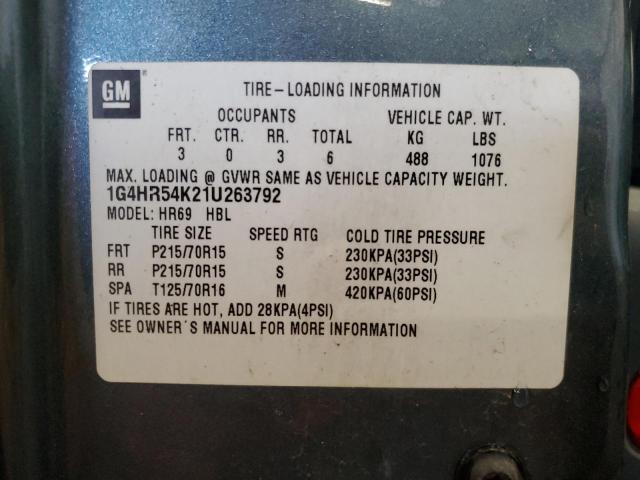 GM
TIRE-LOADING INFORMATION
OCCUPANTS VEHICLE CAP. WT.
FRT. CTR. RR. TOTAL KG LBS
3 0 3 6 488 1076
MAX. LOADING @ GVWR SAME AS VEHICLE CAPACITY WEIGHT.
1G4HR54K21U263792
MODEL: HR69 HBL
TIRE SIZE SPEED RTG COLD TIRE PRESSURE
FRT P215/70R15 S 230KPA(33PSI)
RR P215/70R15 S 230KPA(33PSI)
SPA T125/70R16 M 420KPA(60PSI)
IF TIRES ARE HOT, ADD 28KPA(4PSI)
SEE OWNER'S MANUAL FOR MORE INFORMATION